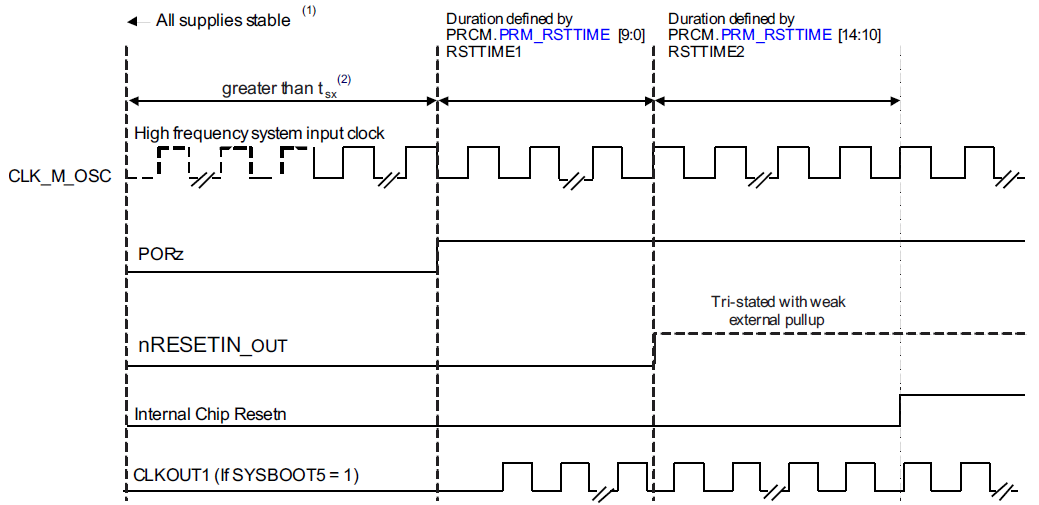 All supplies stable (1)
Duration defined by
PRCM.PRM_RSTTIME [9:0]
RSTTIME1
Duration defined by
PRCM.PRM_RSTTIME [14:10]
RSTTIME2
greater than tsx(2)
High frequency system input clock
CLK_M_OSC
PORz
Tri-stated with weak
external pullup
nRESETIN_OUT
Internal Chip Resetn
CLKOUT1 (If SYSBOOT5 = 1)